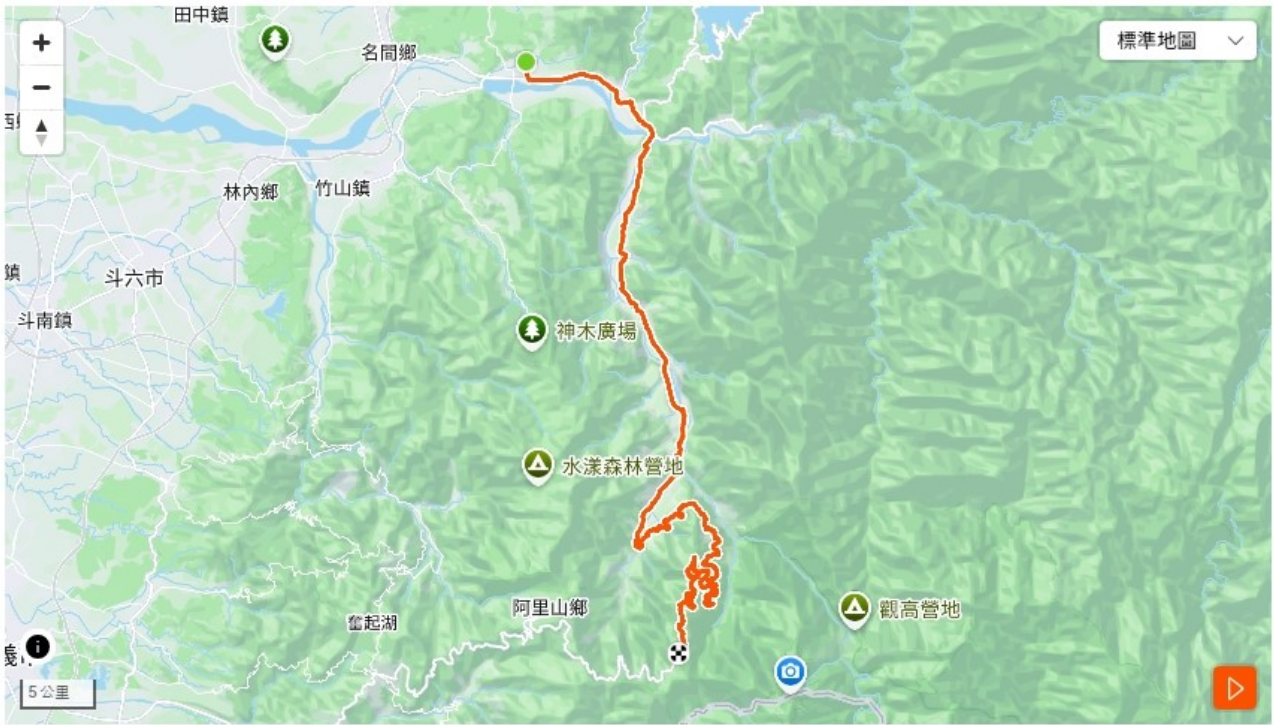 田中鎮
名間鄉
標準地圖
林內鄉
竹山鎮
鎮
斗六市
斗南鎮
神木廣場
水漾森林營地
阿里山鄉
奮起湖
觀高營地
5 公里